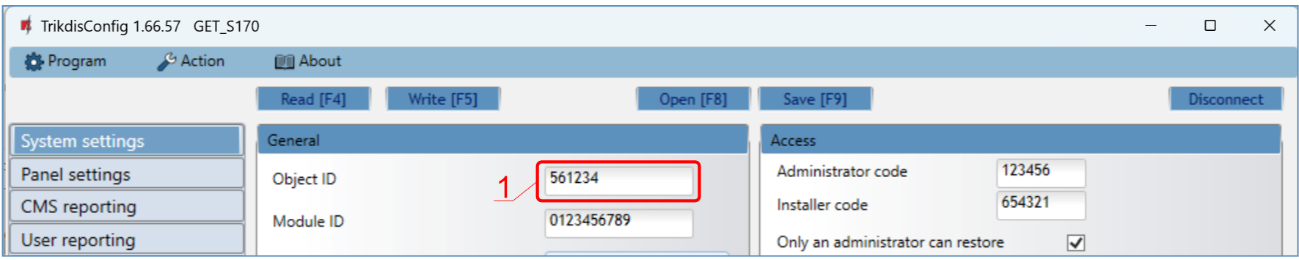 TrikdisConfig 1.66.57 GET_S170
Program Action About
Read [F4] Write [F5] Open [F8] Save [F9] Disconnect
System settings
Panel settings
CMS reporting
User reporting
General
Object ID 1 561234
Module ID 0123456789
Access
Administrator code 123456
Installer code 654321
Only an administrator can restore